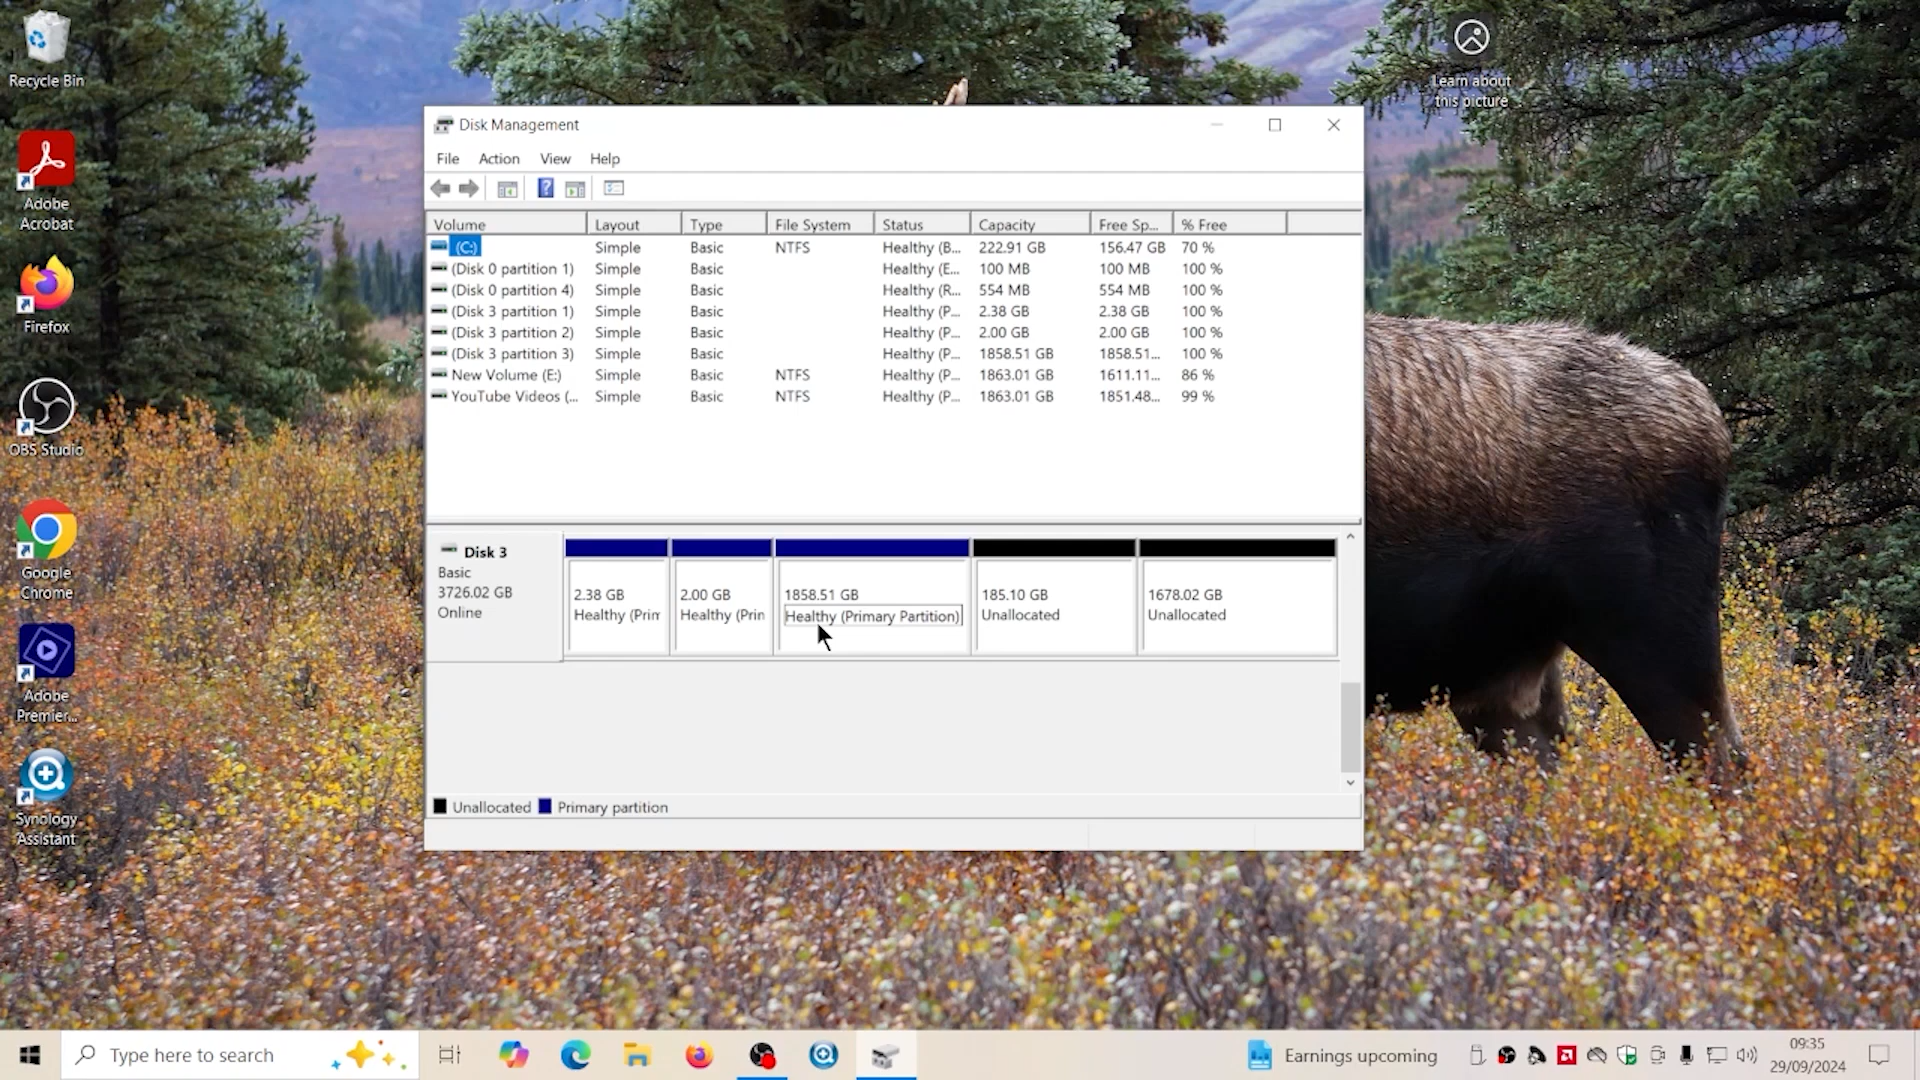 Recycle Bin
Adobe
Acrobat
Firefox
OBS Studio
Google
Chrome
Adobe
Premier...
Synology
Assistant
Learn about
this picture
Disk Management
File Action View Help
Volume Layout Type File System Status Capacity Free Sp... % Free
(C:) Simple Basic NTFS Healthy (B... 222.91 GB 156.47 GB 70 %
(Disk 0 partition 1) Simple Basic Healthy (E... 100 MB 100 MB 100 %
(Disk 0 partition 4) Simple Basic Healthy (R... 554 MB 554 MB 100 %
(Disk 3 partition 1) Simple Basic Healthy (P... 2.38 GB 2.38 GB 100 %
(Disk 3 partition 2) Simple Basic Healthy (P... 2.00 GB 2.00 GB 100 %
(Disk 3 partition 3) Simple Basic Healthy (P... 1858.51 GB 1858.51... 100 %
New Volume (E:) Simple Basic NTFS Healthy (P... 1863.01 GB 1611.11... 86 %
YouTube Videos (... Simple Basic NTFS Healthy (P... 1863.01 GB 1851.48... 99 %
Disk 3
Basic
3726.02 GB
Online
2.38 GB
Healthy (Prin
2.00 GB
Healthy (Prin
1858.51 GB
Healthy (Primary Partition)
185.10 GB
Unallocated
1678.02 GB
Unallocated
Unallocated Primary partition
Type here to search
Earnings upcoming
09:35
29/09/2024